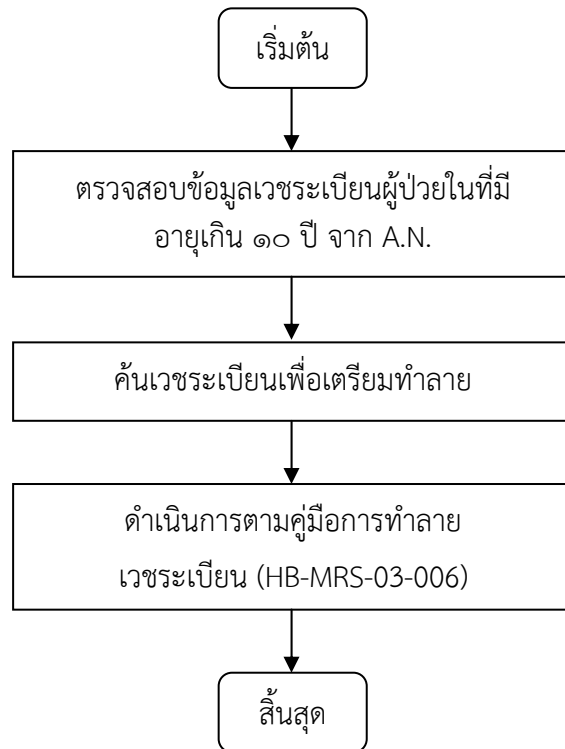 เริ่มต้น
ตรวจสอบข้อมูลเวชระเบียนผู้ป่วยในที่มี
อายุเกิน ๑๐ ปี จาก A.N.
ค้นเวชระเบียนเพื่อเตรียมทำลาย
ดำเนินการตามคู่มือการทำลาย
เวชระเบียน (HB-MRS-03-006)
สิ้นสุด